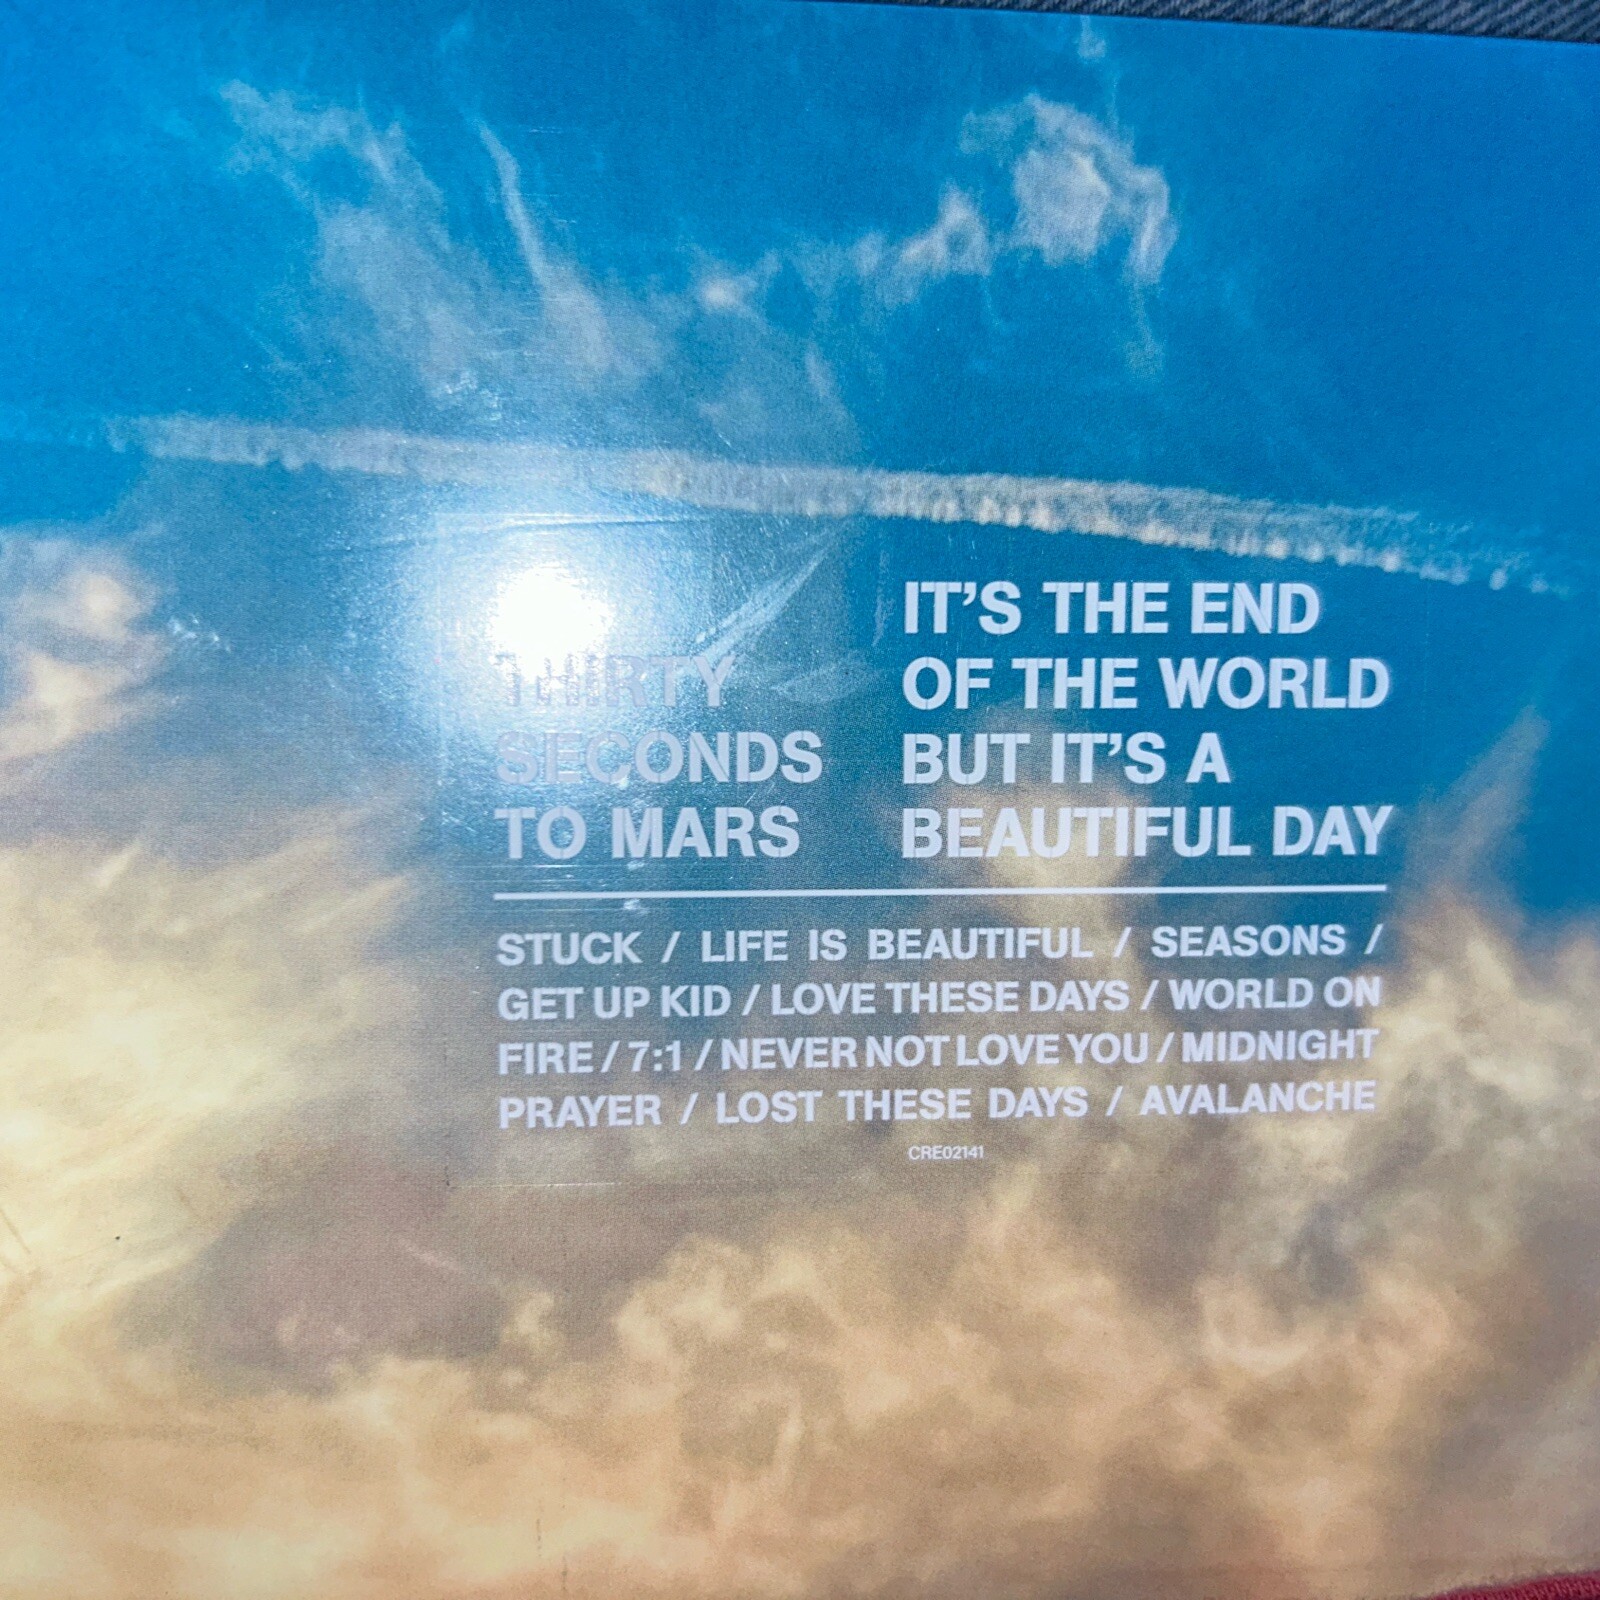 THIRTY
SECONDS
TO MARS
IT'S THE END
OF THE WORLD
BUT IT'S A
BEAUTIFUL DAY
STUCK / LIFE IS BEAUTIFUL / SEASONS /
GET UP KID / LOVE THESE DAYS / WORLD ON
FIRE / 7:1 / NEVER NOT LOVE YOU / MIDNIGHT
PRAYER / LOST THESE DAYS / AVALANCHE
CRE02141